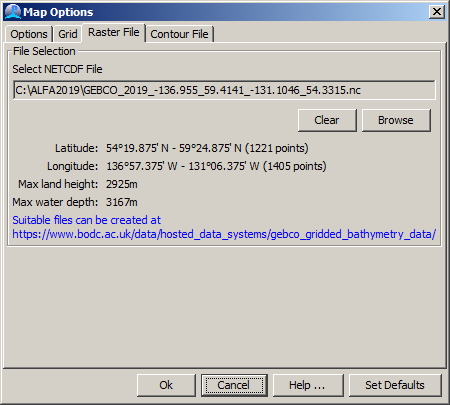 Map Options
Options Grid Raster File Contour File
File Selection
Select NETCDF File
C:\ALFA2019\GEBCO_2019_-136.955_59.4141_-131.1046_54.3315.nc
Clear Browse
Latitude: 54°19.875' N - 59°24.875' N (1221 points)
Longitude: 136°57.375' W - 131°06.375' W (1405 points)
Max land height: 2925m
Max water depth: 3167m
Suitable files can be created at
https://www.bodc.ac.uk/data/hosted_data_systems/gebco_gridded_bathymetry_data/
Ok Cancel Help ... Set Defaults